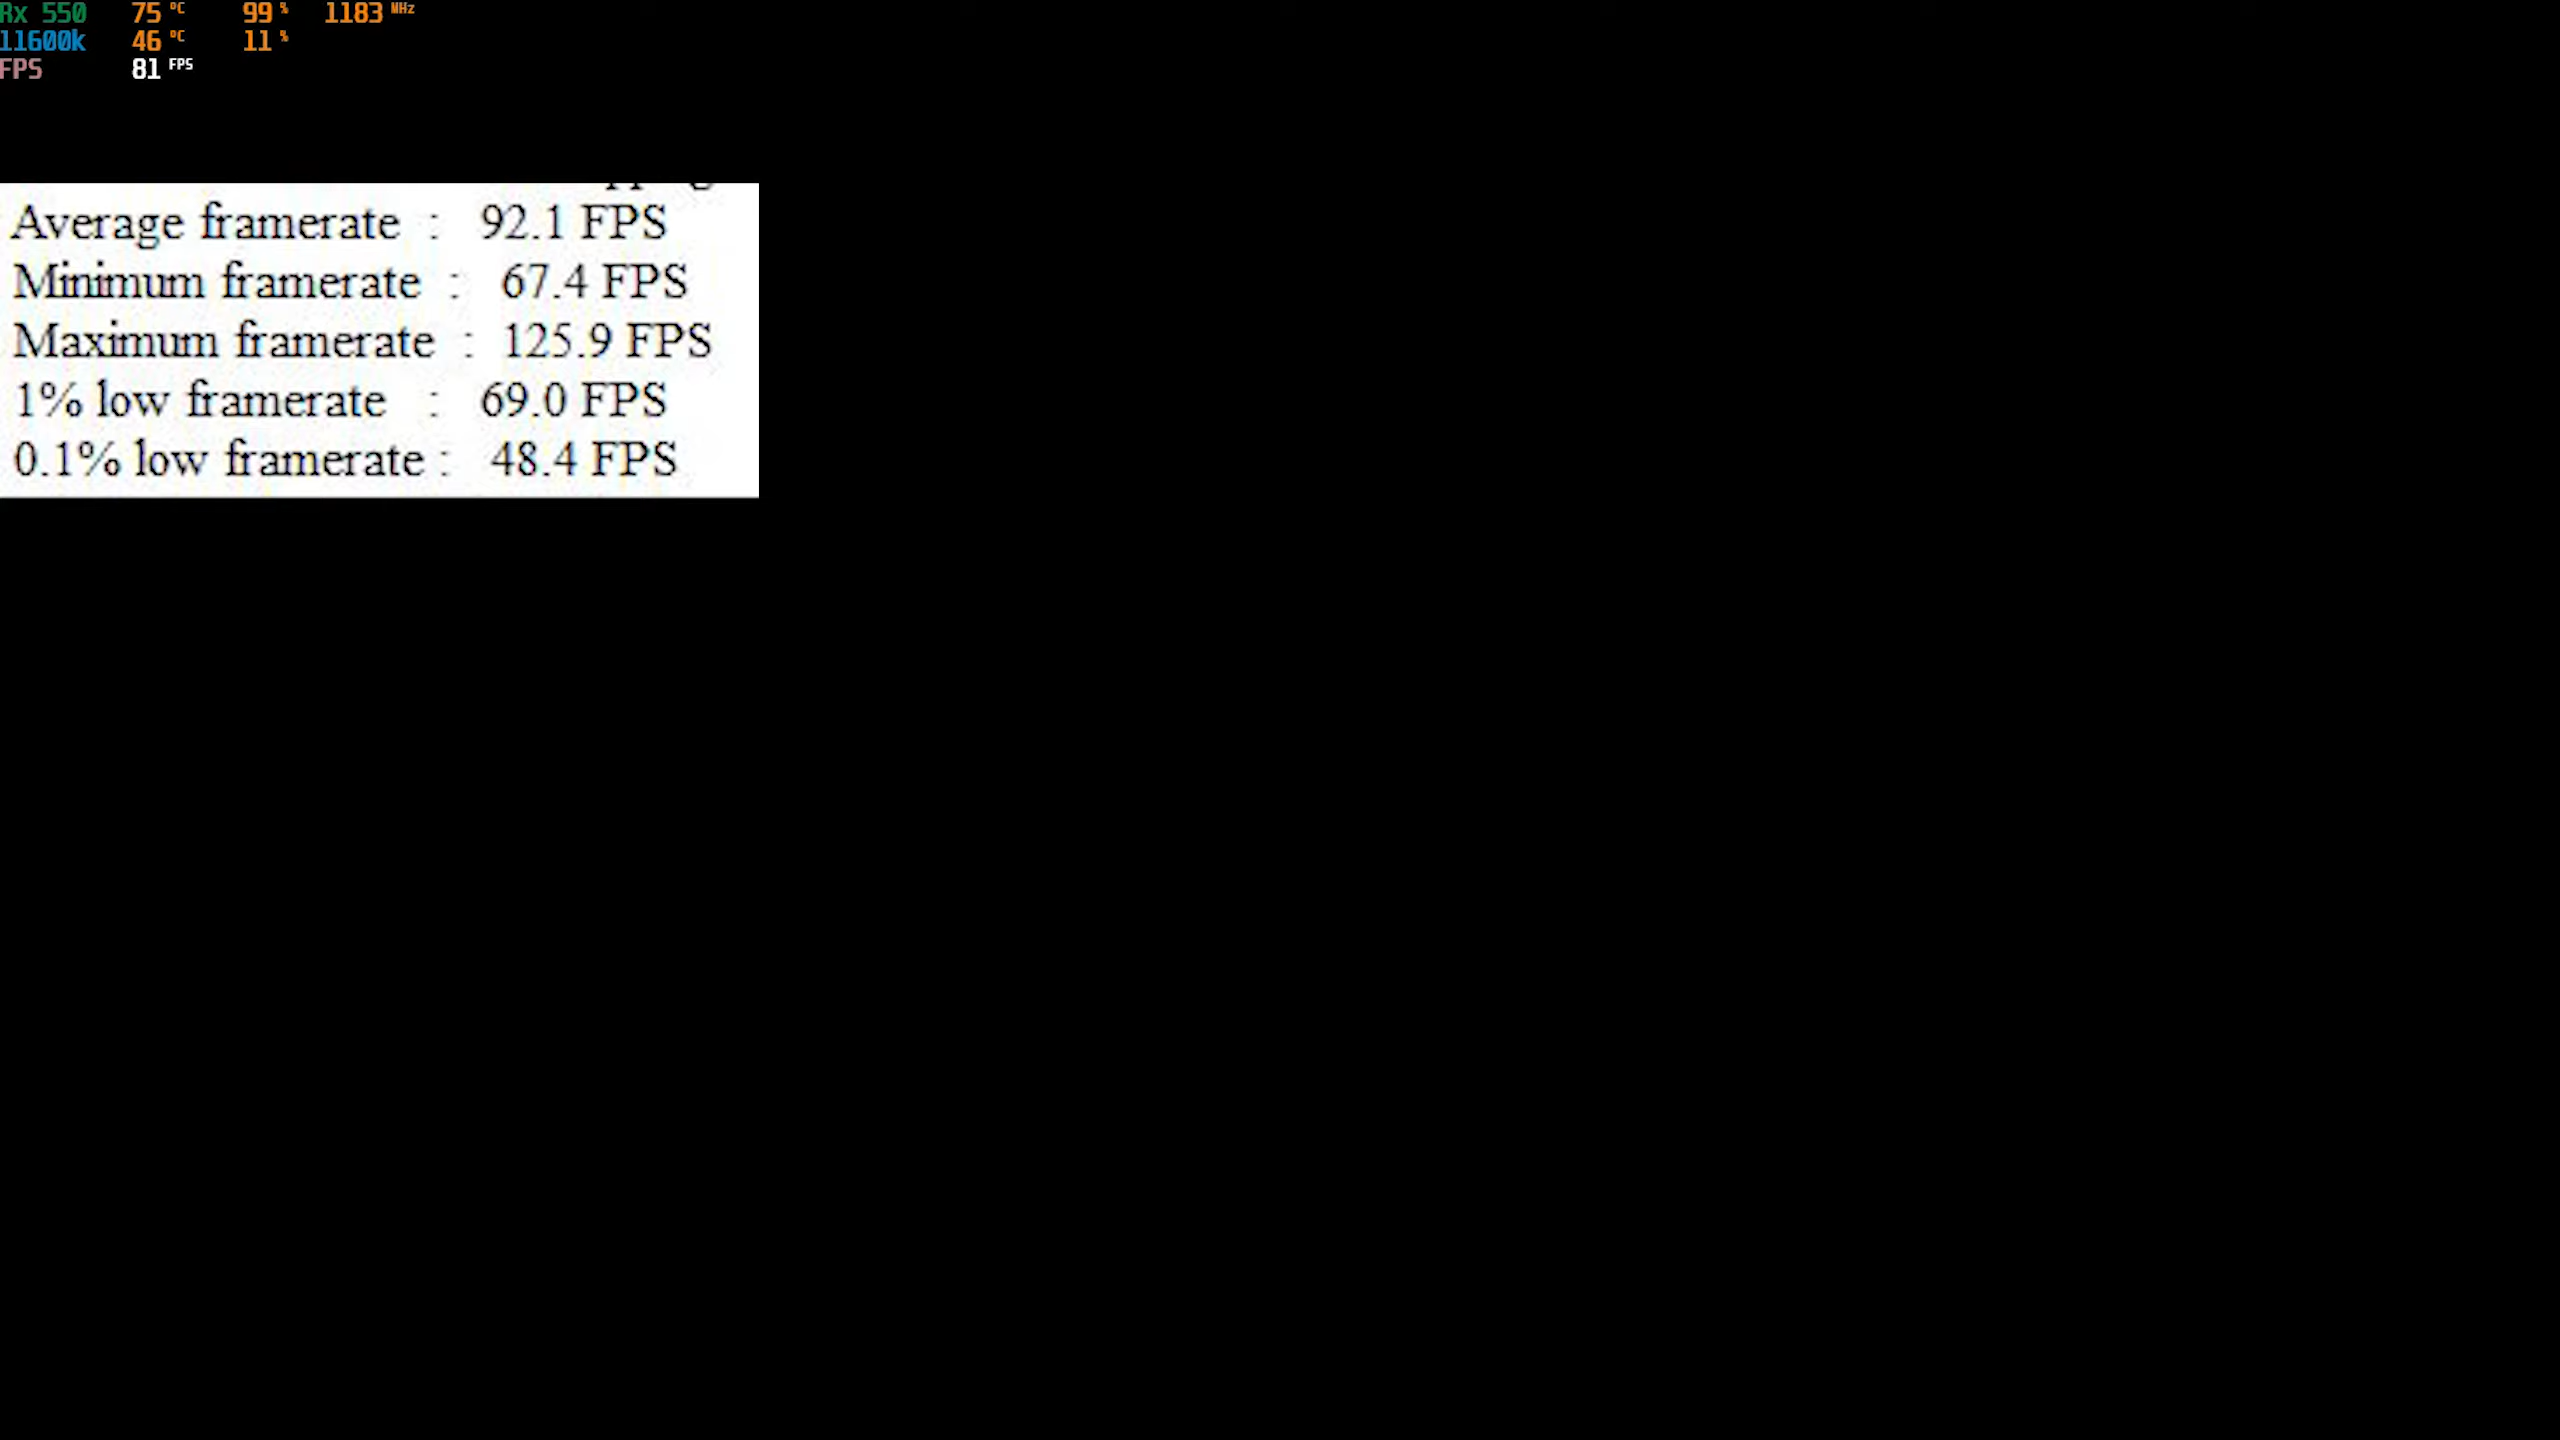 Rx 550 75 °C 99 % 1183 MHz
11600k 46 °C 11 %
FPS 81 FPS
Average framerate : 92.1 FPS
Minimum framerate : 67.4 FPS
Maximum framerate : 125.9 FPS
1% low framerate : 69.0 FPS
0.1% low framerate : 48.4 FPS